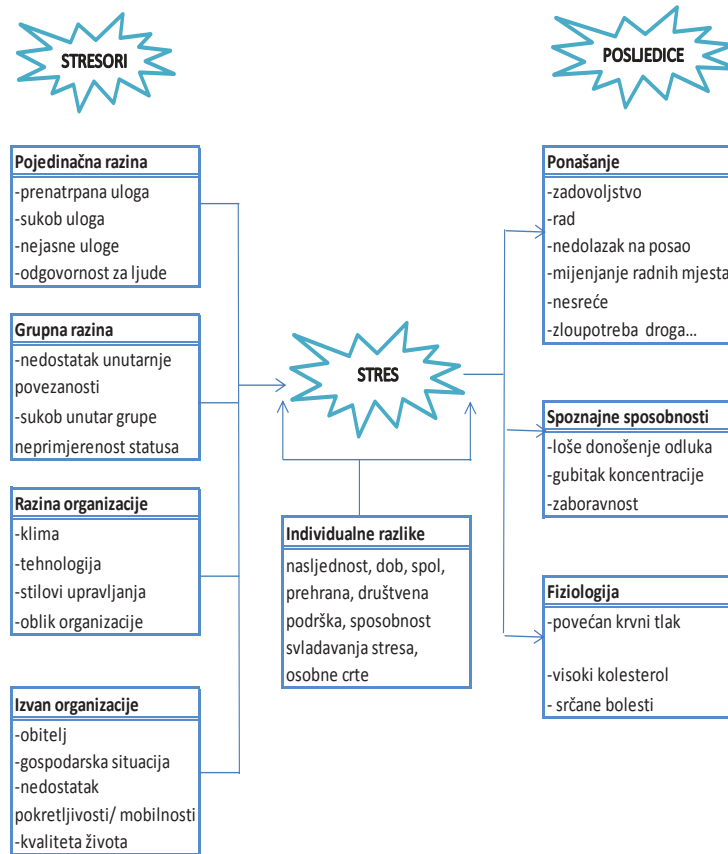 STRESORI
POSLJEDICE
Pojedinačna razina
-prenatrpana uloga
-sukob uloga
-nejasne uloge
-odgovornost za ljude
Grupna razina
-nedostatak unutarnje
povezanosti
-sukob unutar grupe
neprimjerenost statusa
Razina organizacije
-klima
-tehnologija
-stilovi upravljanja
-oblik organizacije
Izvan organizacije
-obitelj
-gospodarska situacija
-nedostatak
pokretljivosti/ mobilnosti
-kvaliteta života
STRES
Individualne razlike
nasljednost, dob, spol,
prehrana, društvena
podrška, sposobnost
svladavanja stresa,
osobne crte
Ponašanje
-zadovoljstvo
-rad
-nedolazak na posao
-mijenjanje radnih mjesta
-nesreće
-zloupotreba droga...
Spoznajne sposobnosti
-loše donošenje odluka
-gubitak koncentracije
-zaboravnost
Fiziologija
-povećan krvni tlak
-visoki kolesterol
- srčane bolesti